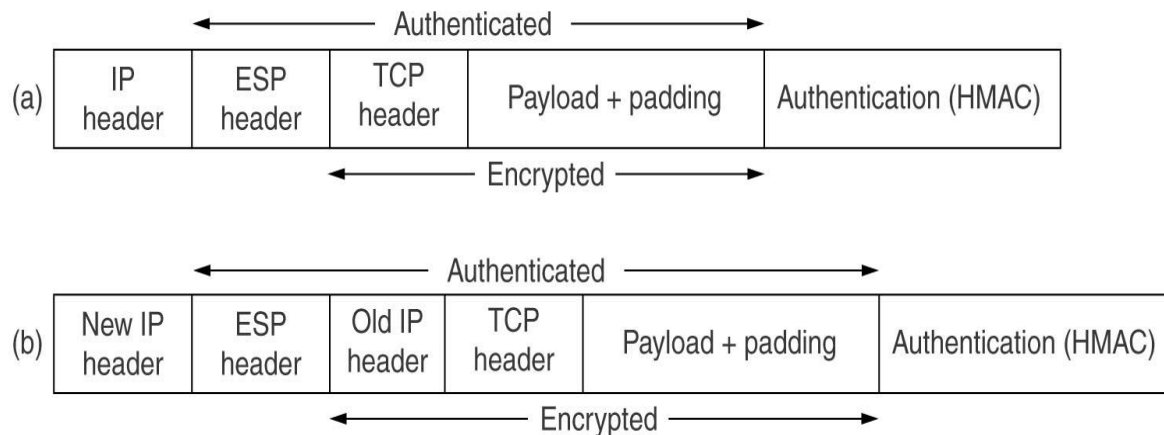 Authenticated
(a)
IP
header
ESP
header
TCP
header
Payload + padding
Authentication (HMAC)
Encrypted
Authenticated
(b)
New IP
header
ESP
header
Old IP
header
TCP
header
Payload + padding
Authentication (HMAC)
Encrypted